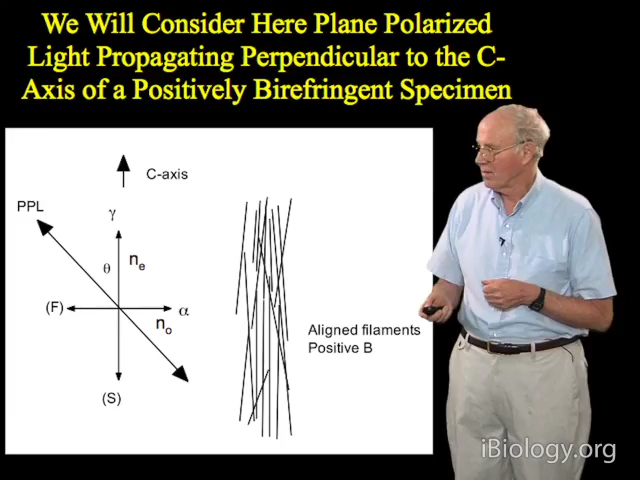 We Will Consider Here Plane Polarized
Light Propagating Perpendicular to the C-
Axis of a Positively Birefringent Specimen
C-axis
PPL
γ
θ
ne
(F)
α
no
(S)
Aligned filaments
Positive B
iBiology.org